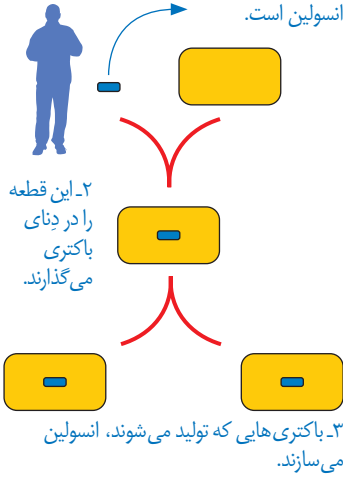 انسولین است.
۲ـ این قطعه
را در دِنای
باکتری
می‌گذارند.
۳ـ باکتری‌هایی که تولید می‌شوند، انسولین
می‌سازند.